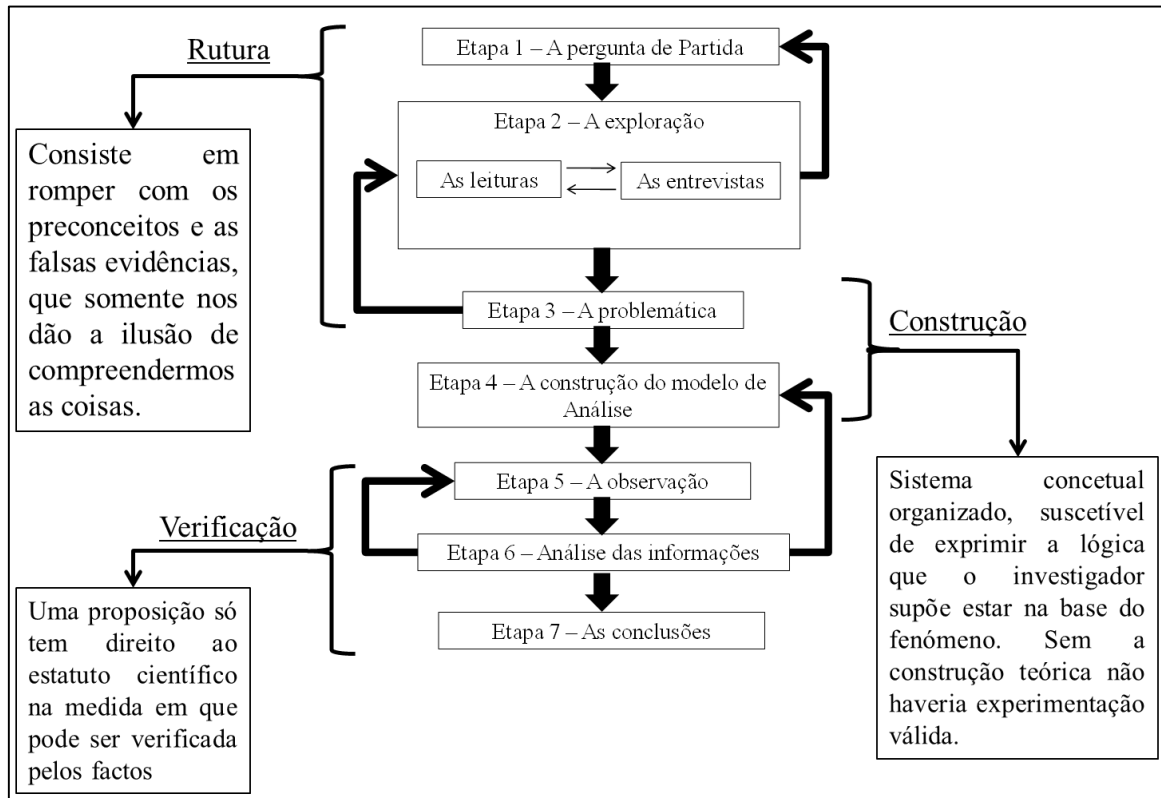 Rutura
Etapa 1 – A pergunta de Partida
Etapa 2 – A exploração
As leituras
As entrevistas
Consiste em
romper com os
preconceitos e as
falsas evidências,
que somente nos
dão a ilusão de
compreendermos
as coisas.
Etapa 3 – A problemática
Construção
Etapa 4 – A construção do modelo de
Análise
Etapa 5 – A observação
Verificação
Etapa 6 – Análise das informações
Etapa 7 – As conclusões
Sistema concetual
organizado, suscetível
de exprimir a lógica
que o investigador
supõe estar na base do
fenómeno. Sem a
construção teórica não
haveria experimentação
válida.
Uma proposição só
tem direito ao
estatuto científico
na medida em que
pode ser verificada
pelos factos